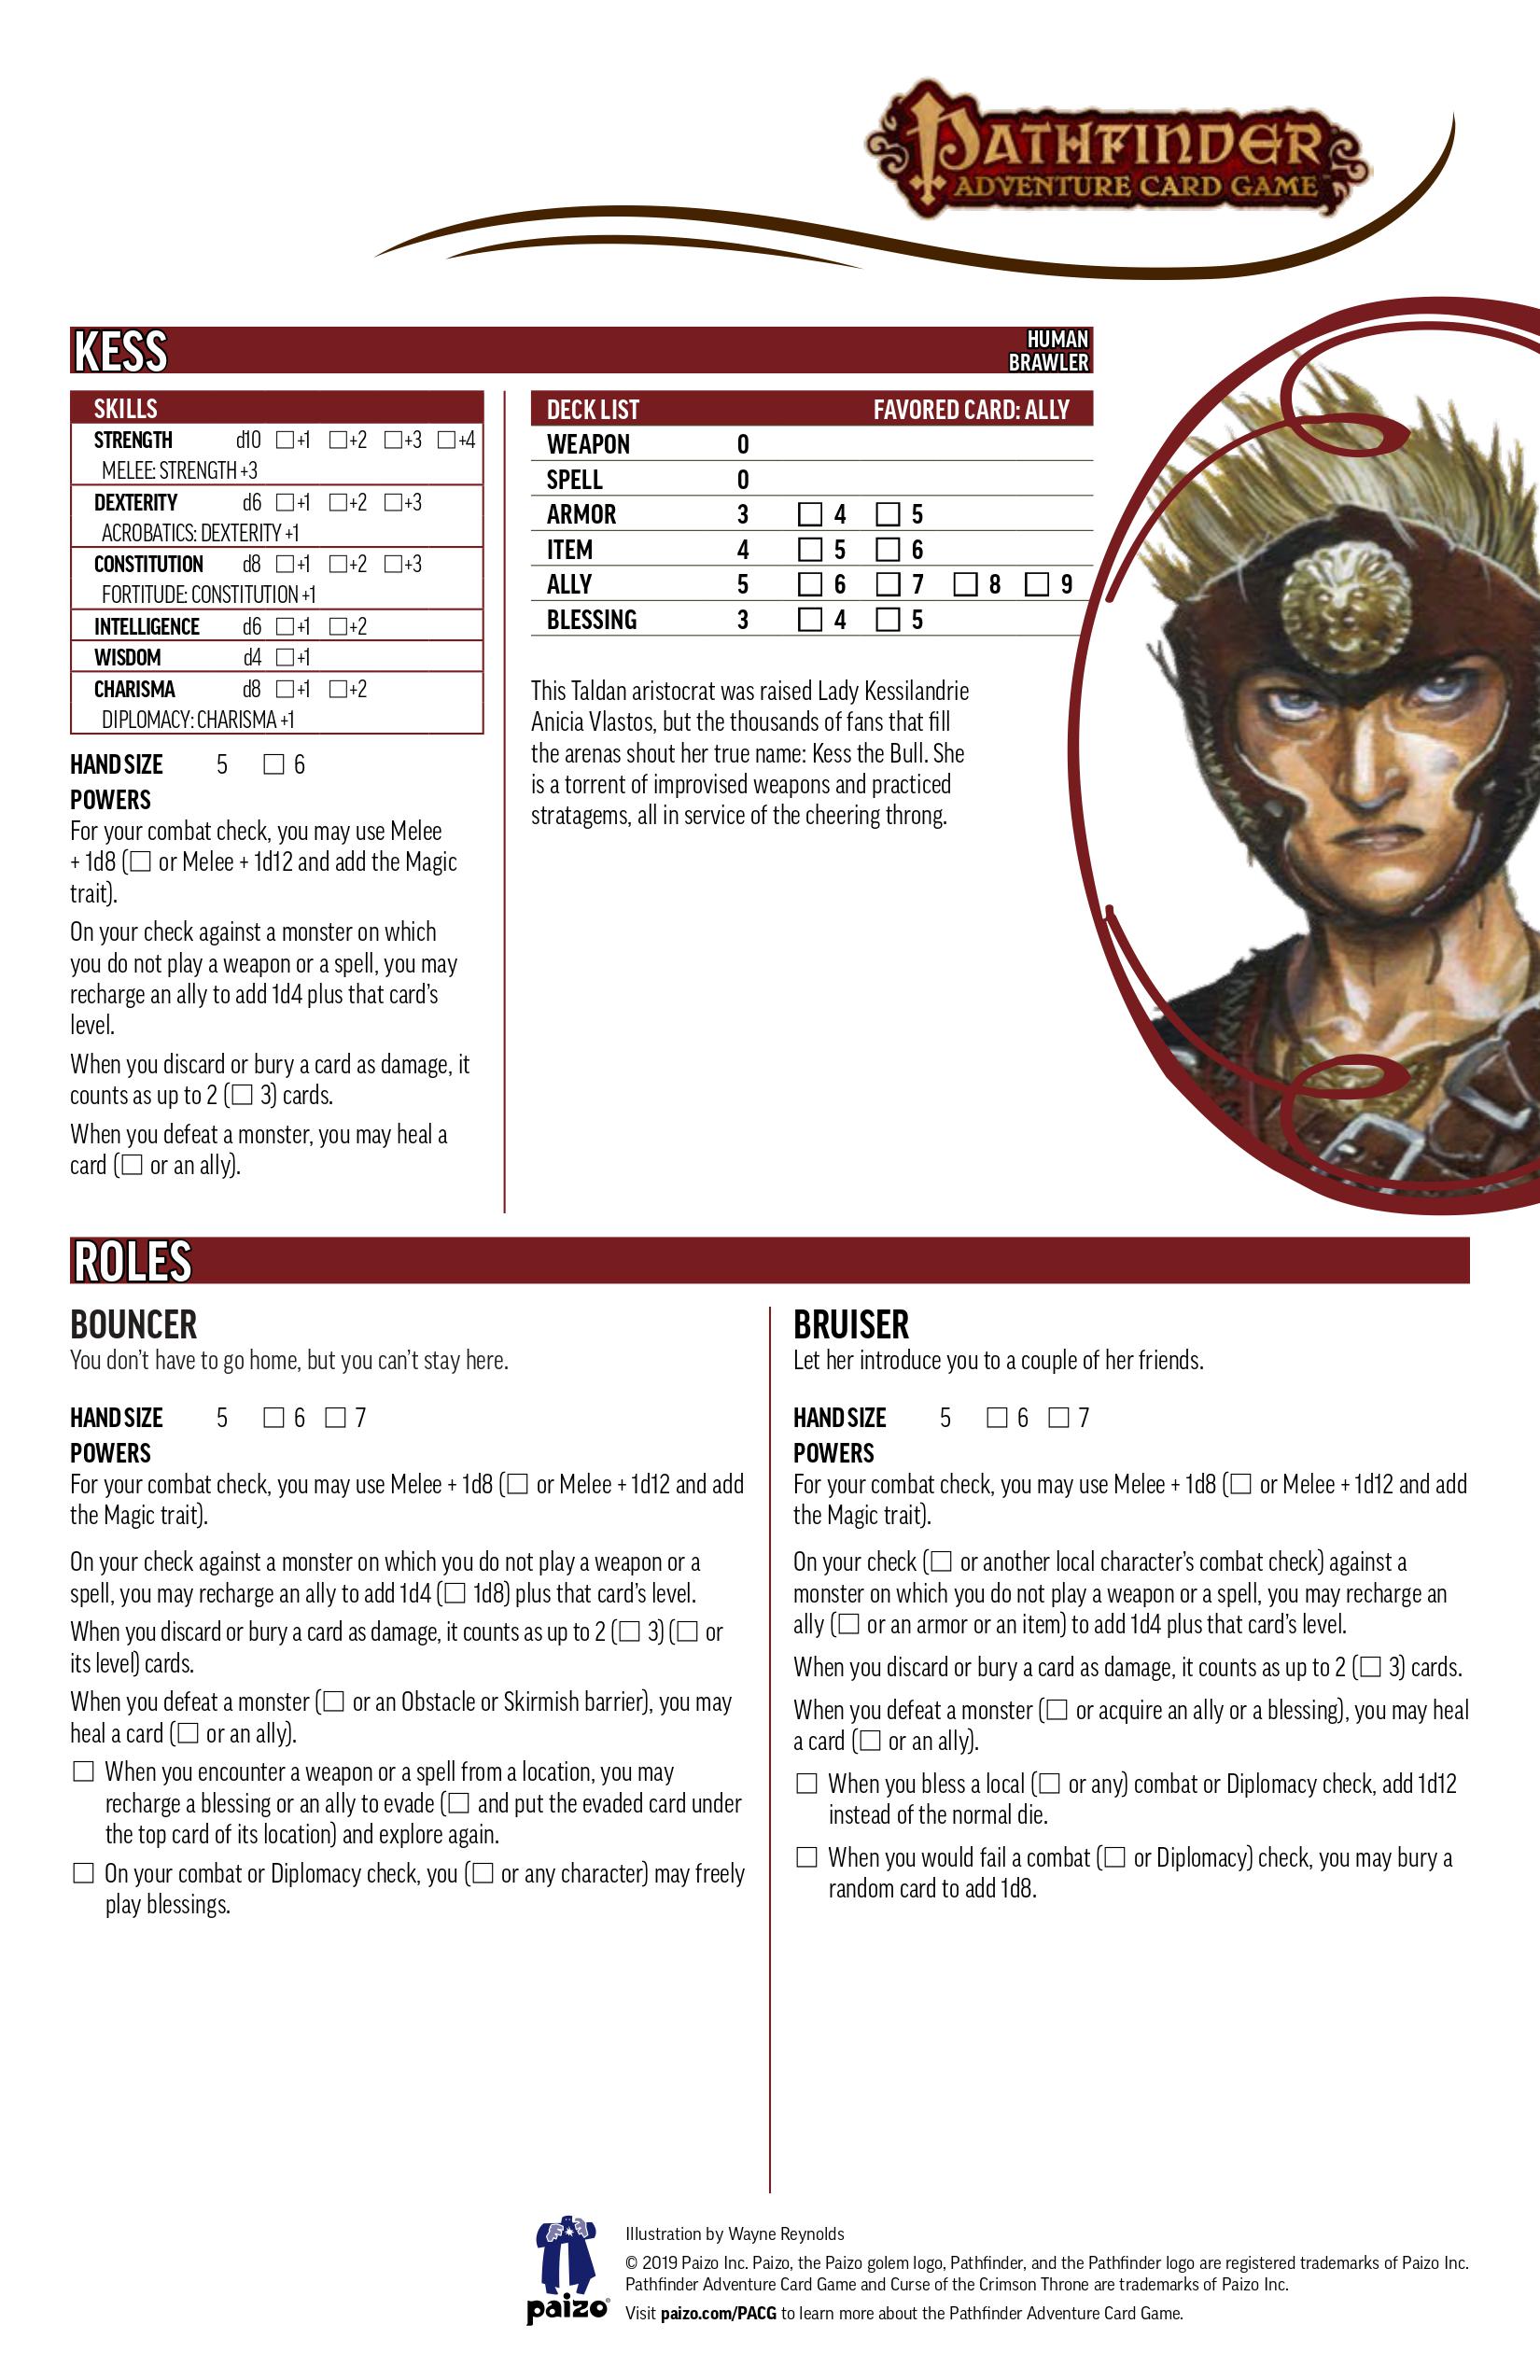 PATHFINDER
ADVENTURE CARD GAME
KESS
HUMAN
BRAWLER
SKILLS
STRENGTH d10 ☐+1 ☐+2 ☐+3 ☐+4
MELEE: STRENGTH +3
DEXTERITY d6 ☐+1 ☐+2 ☐+3
ACROBATICS: DEXTERITY +1
CONSTITUTION d8 ☐+1 ☐+2 ☐+3
FORTITUDE: CONSTITUTION +1
INTELLIGENCE d6 ☐+1 ☐+2
WISDOM d4 ☐+1
CHARISMA d8 ☐+1 ☐+2
DIPLOMACY: CHARISMA +1
HAND SIZE 5 ☐ 6
POWERS
For your combat check, you may use Melee
+ 1d8 (☐ or Melee + 1d12 and add the Magic
trait).
On your check against a monster on which
you do not play a weapon or a spell, you may
recharge an ally to add 1d4 plus that card’s
level.
When you discard or bury a card as damage, it
counts as up to 2 (☐ 3) cards.
When you defeat a monster, you may heal a
card (☐ or an ally).
DECK LIST FAVORED CARD: ALLY
WEAPON 0
SPELL 0
ARMOR 3 ☐ 4 ☐ 5
ITEM 4 ☐ 5 ☐ 6
ALLY 5 ☐ 6 ☐ 7 ☐ 8 ☐ 9
BLESSING 3 ☐ 4 ☐ 5
This Taldan aristocrat was raised Lady Kessilandrie
Anicia Vlastos, but the thousands of fans that fill
the arenas shout her true name: Kess the Bull. She
is a torrent of improvised weapons and practiced
stratagems, all in service of the cheering throng.
ROLES
BOUNCER
You don’t have to go home, but you can’t stay here.
HAND SIZE 5 ☐ 6 ☐ 7
POWERS
For your combat check, you may use Melee + 1d8 (☐ or Melee + 1d12 and add
the Magic trait).
On your check against a monster on which you do not play a weapon or a
spell, you may recharge an ally to add 1d4 (☐ 1d8) plus that card’s level.
When you discard or bury a card as damage, it counts as up to 2 (☐ 3) (☐ or
its level) cards.
When you defeat a monster (☐ or an Obstacle or Skirmish barrier), you may
heal a card (☐ or an ally).
☐ When you encounter a weapon or a spell from a location, you may
recharge a blessing or an ally to evade (☐ and put the evaded card under
the top card of its location) and explore again.
☐ On your combat or Diplomacy check, you (☐ or any character) may freely
play blessings.
BRUISER
Let her introduce you to a couple of her friends.
HAND SIZE 5 ☐ 6 ☐ 7
POWERS
For your combat check, you may use Melee + 1d8 (☐ or Melee + 1d12 and add
the Magic trait).
On your check (☐ or another local character’s combat check) against a
monster on which you do not play a weapon or a spell, you may recharge an
ally (☐ or an armor or an item) to add 1d4 plus that card’s level.
When you discard or bury a card as damage, it counts as up to 2 (☐ 3) cards.
When you defeat a monster (☐ or acquire an ally or a blessing), you may heal
a card (☐ or an ally).
☐ When you bless a local (☐ or any) combat or Diplomacy check, add 1d12
instead of the normal die.
☐ When you would fail a combat (☐ or Diplomacy) check, you may bury a
random card to add 1d8.
paizo®
Illustration by Wayne Reynolds
© 2019 Paizo Inc. Paizo, the Paizo golem logo, Pathfinder, and the Pathfinder logo are registered trademarks of Paizo Inc.
Pathfinder Adventure Card Game and Curse of the Crimson Throne are trademarks of Paizo Inc.
Visit paizo.com/PACG to learn more about the Pathfinder Adventure Card Game.